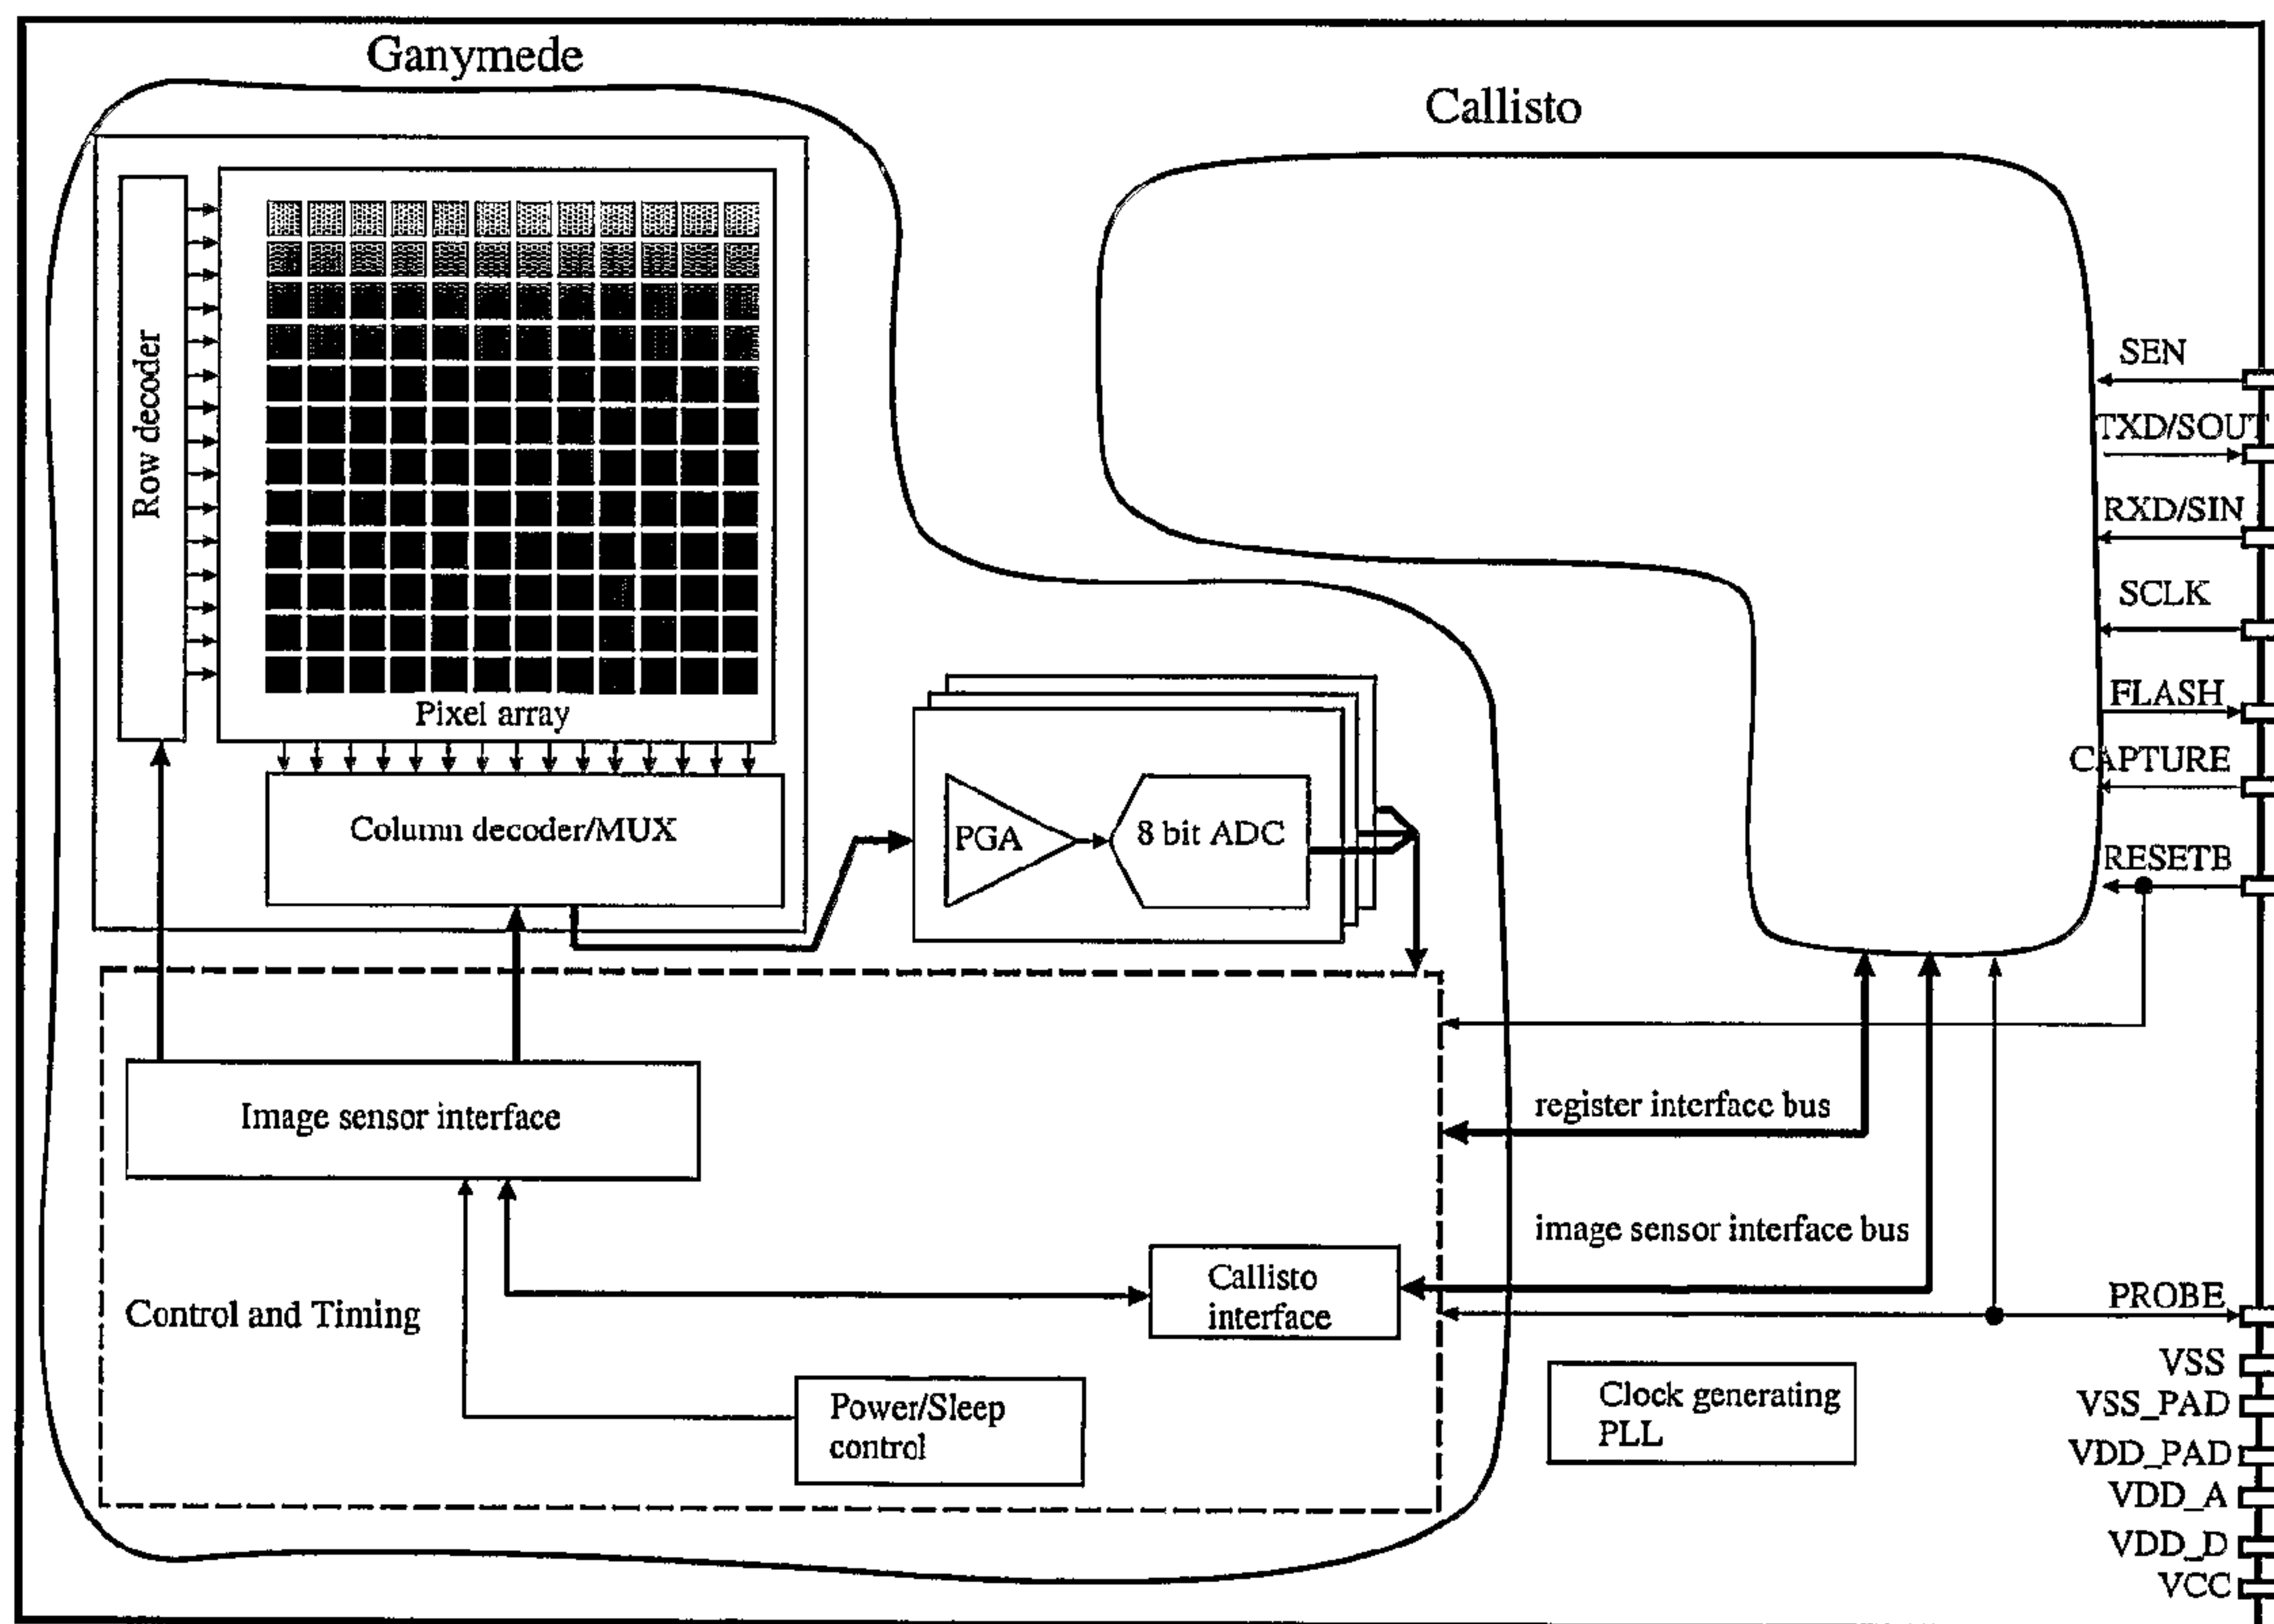 Ganymede
Callisto
Row decoder
Pixel array
Column decoder/MUX
PGA
8 bit ADC
SEN
TXD/SOUT
RXD/SIN
SCLK
FLASH
CAPTURE
RESETB
Image sensor interface
register interface bus
image sensor interface bus
Callisto
interface
Control and Timing
Power/Sleep
control
Clock generating
PLL
PROBE
VSS
VSS_PAD
VDD_PAD
VDD_A
VDD_D
VCC